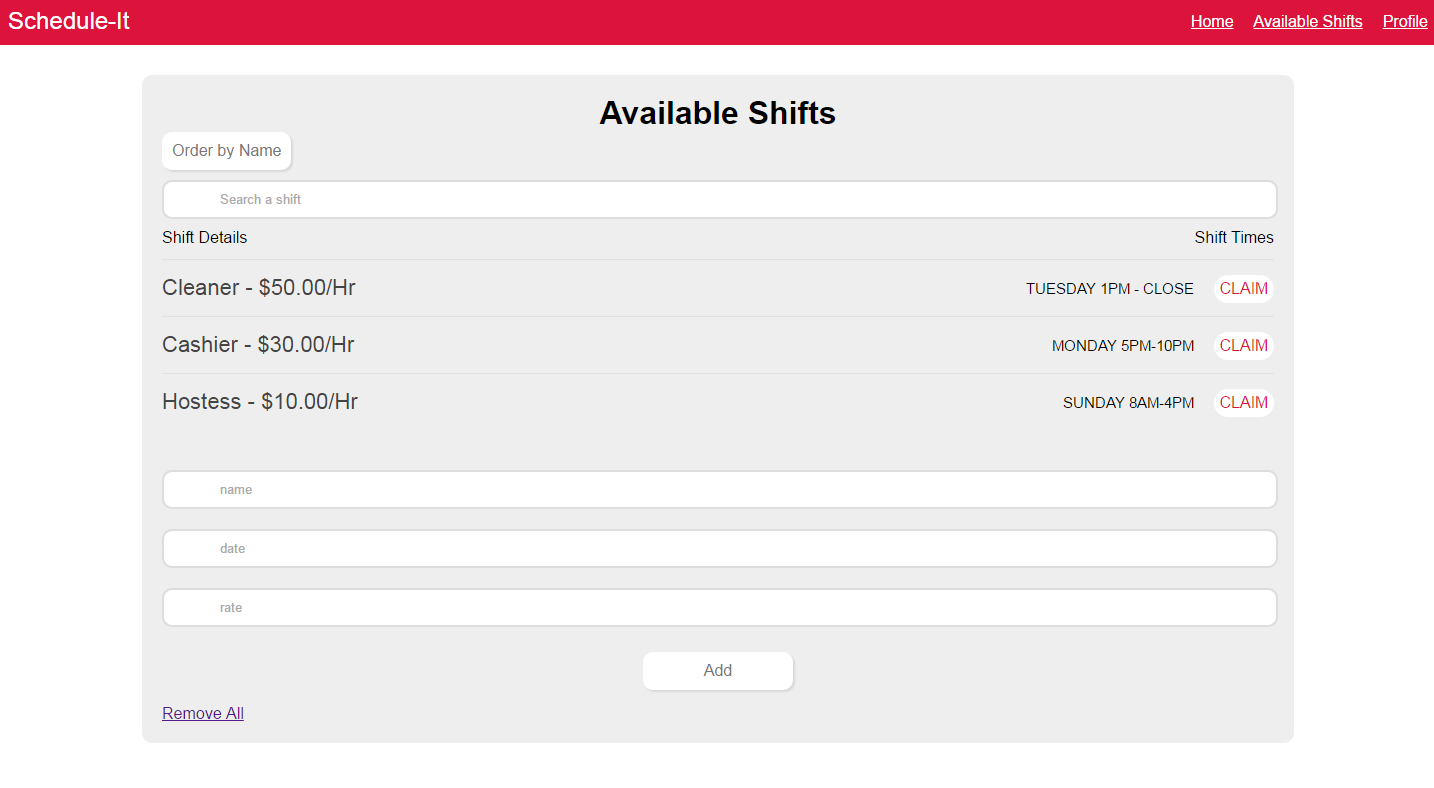 Schedule-It Home Available Shifts Profile
Available Shifts
Order by Name
Search a shift
Shift Details Shift Times
Cleaner - $50.00/Hr TUESDAY 1PM - CLOSE CLAIM
Cashier - $30.00/Hr MONDAY 5PM-10PM CLAIM
Hostess - $10.00/Hr SUNDAY 8AM-4PM CLAIM
name
date
rate
Add
Remove All